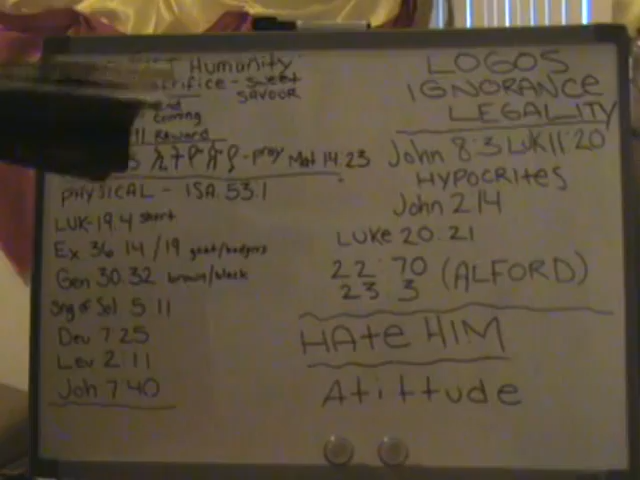 Humanity
sacrifice - sweet
savour
end
coming
Reward
- pray Mat 14:23
PHYSICAL - ISA. 53:1
LUK-19.4 short
Ex 36 14/19 goat/badgers
Gen 30.32 brown/black
Sng of Sol 5:11
Deu 7 25
Lev 2:11
Joh 7:40
LOGOS
IGNORANCE
LEGALITY
John 8:3 LUK 11:20
HYPOCRITES
John 2:14
Luke 20.21
22 70 (ALFORD)
23 3
HAte HIM
Atittude